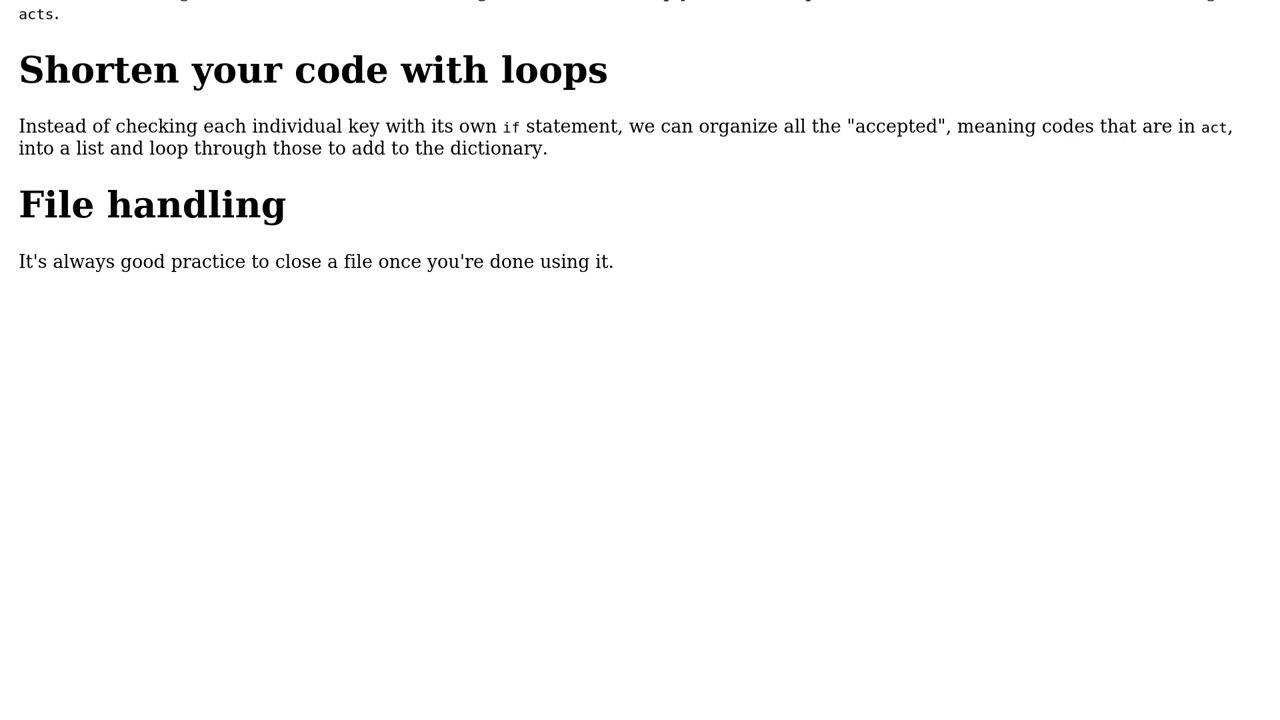 acts.
Shorten your code with loops
Instead of checking each individual key with its own if statement, we can organize all the "accepted", meaning codes that are in act,
into a list and loop through those to add to the dictionary.
File handling
It's always good practice to close a file once you're done using it.